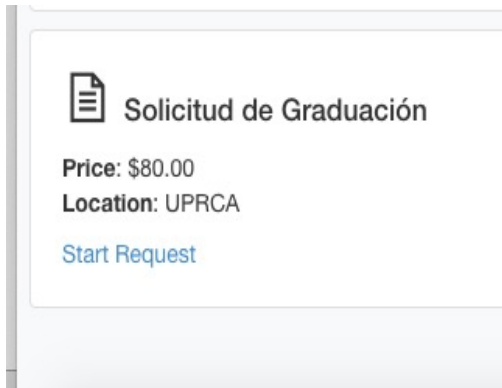 Solicitud de Graduación
Price: $80.00
Location: UPRCA
Start Request